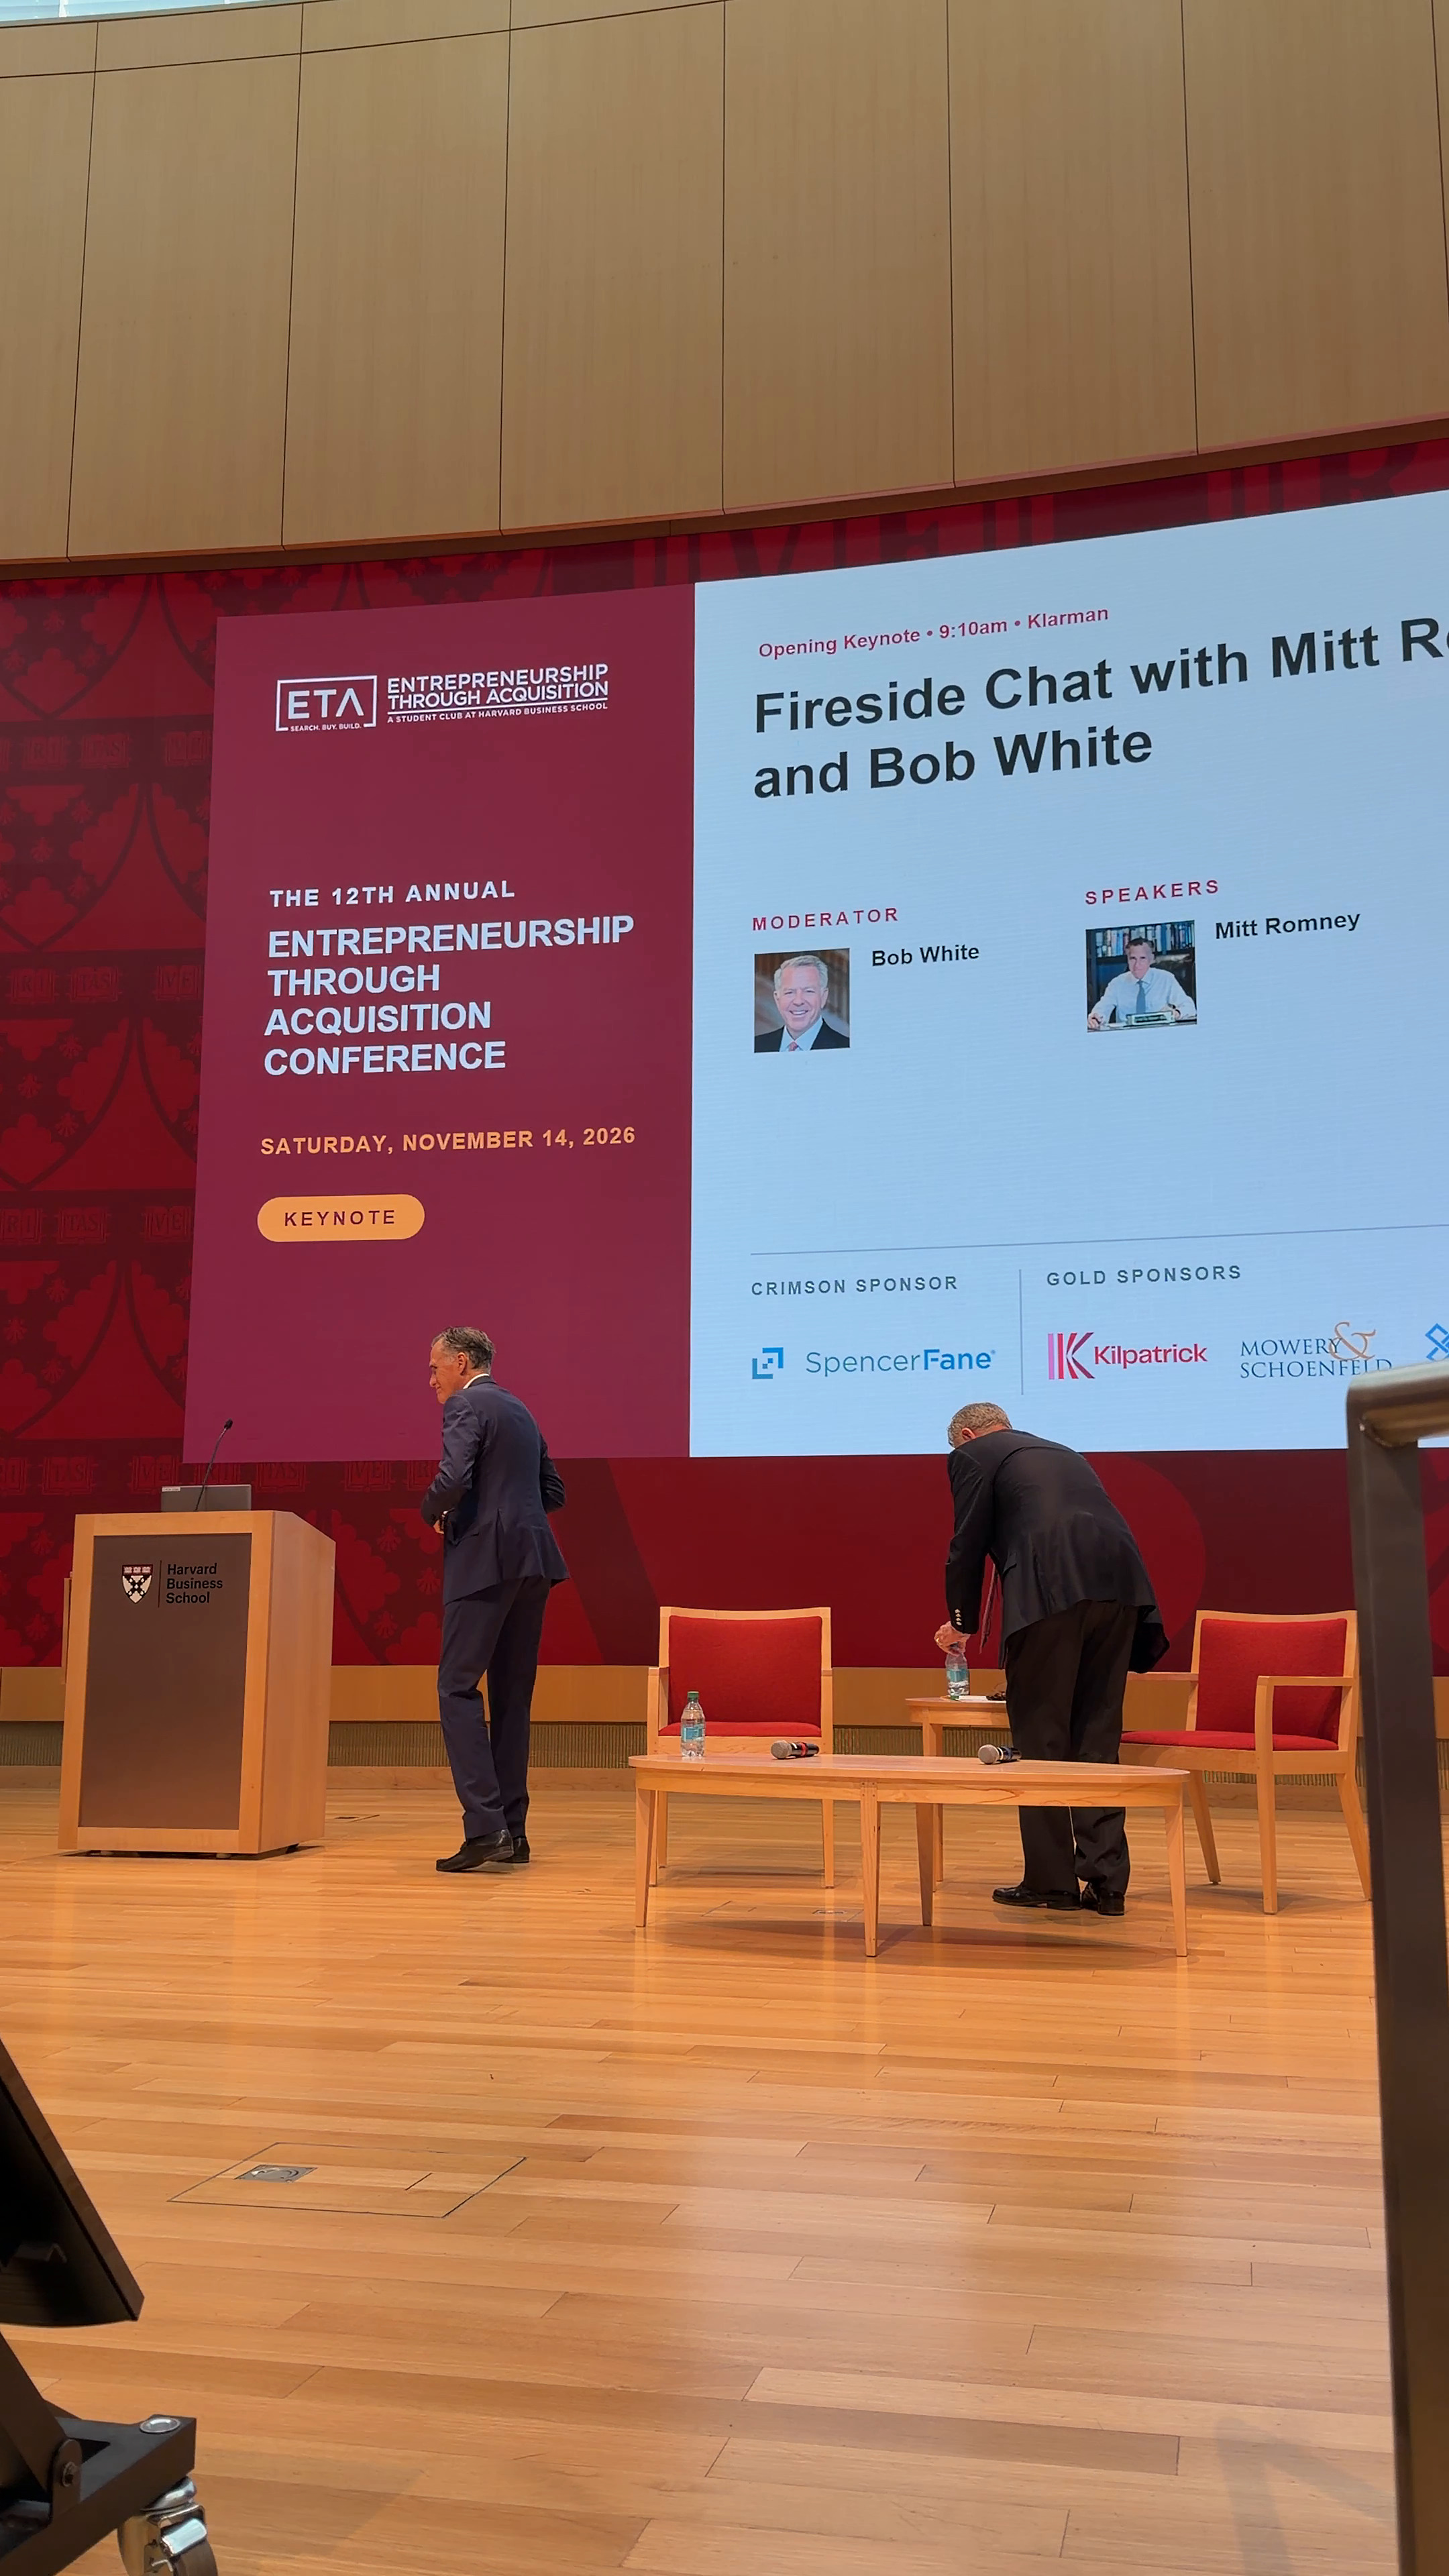 ETA
SEARCH. BUY. BUILD.
ENTREPRENEURSHIP
THROUGH ACQUISITION
A STUDENT CLUB AT HARVARD BUSINESS SCHOOL
THE 12TH ANNUAL
ENTREPRENEURSHIP
THROUGH
ACQUISITION
CONFERENCE
SATURDAY, NOVEMBER 14, 2026
KEYNOTE
Opening Keynote • 9:10am • Klarman
Fireside Chat with Mitt
and Bob White
MODERATOR
Bob White
SPEAKERS
Mitt Romney
CRIMSON SPONSOR
SpencerFane
GOLD SPONSORS
Kilpatrick
MOWERY &
SCHOENFELD
Harvard
Business
School